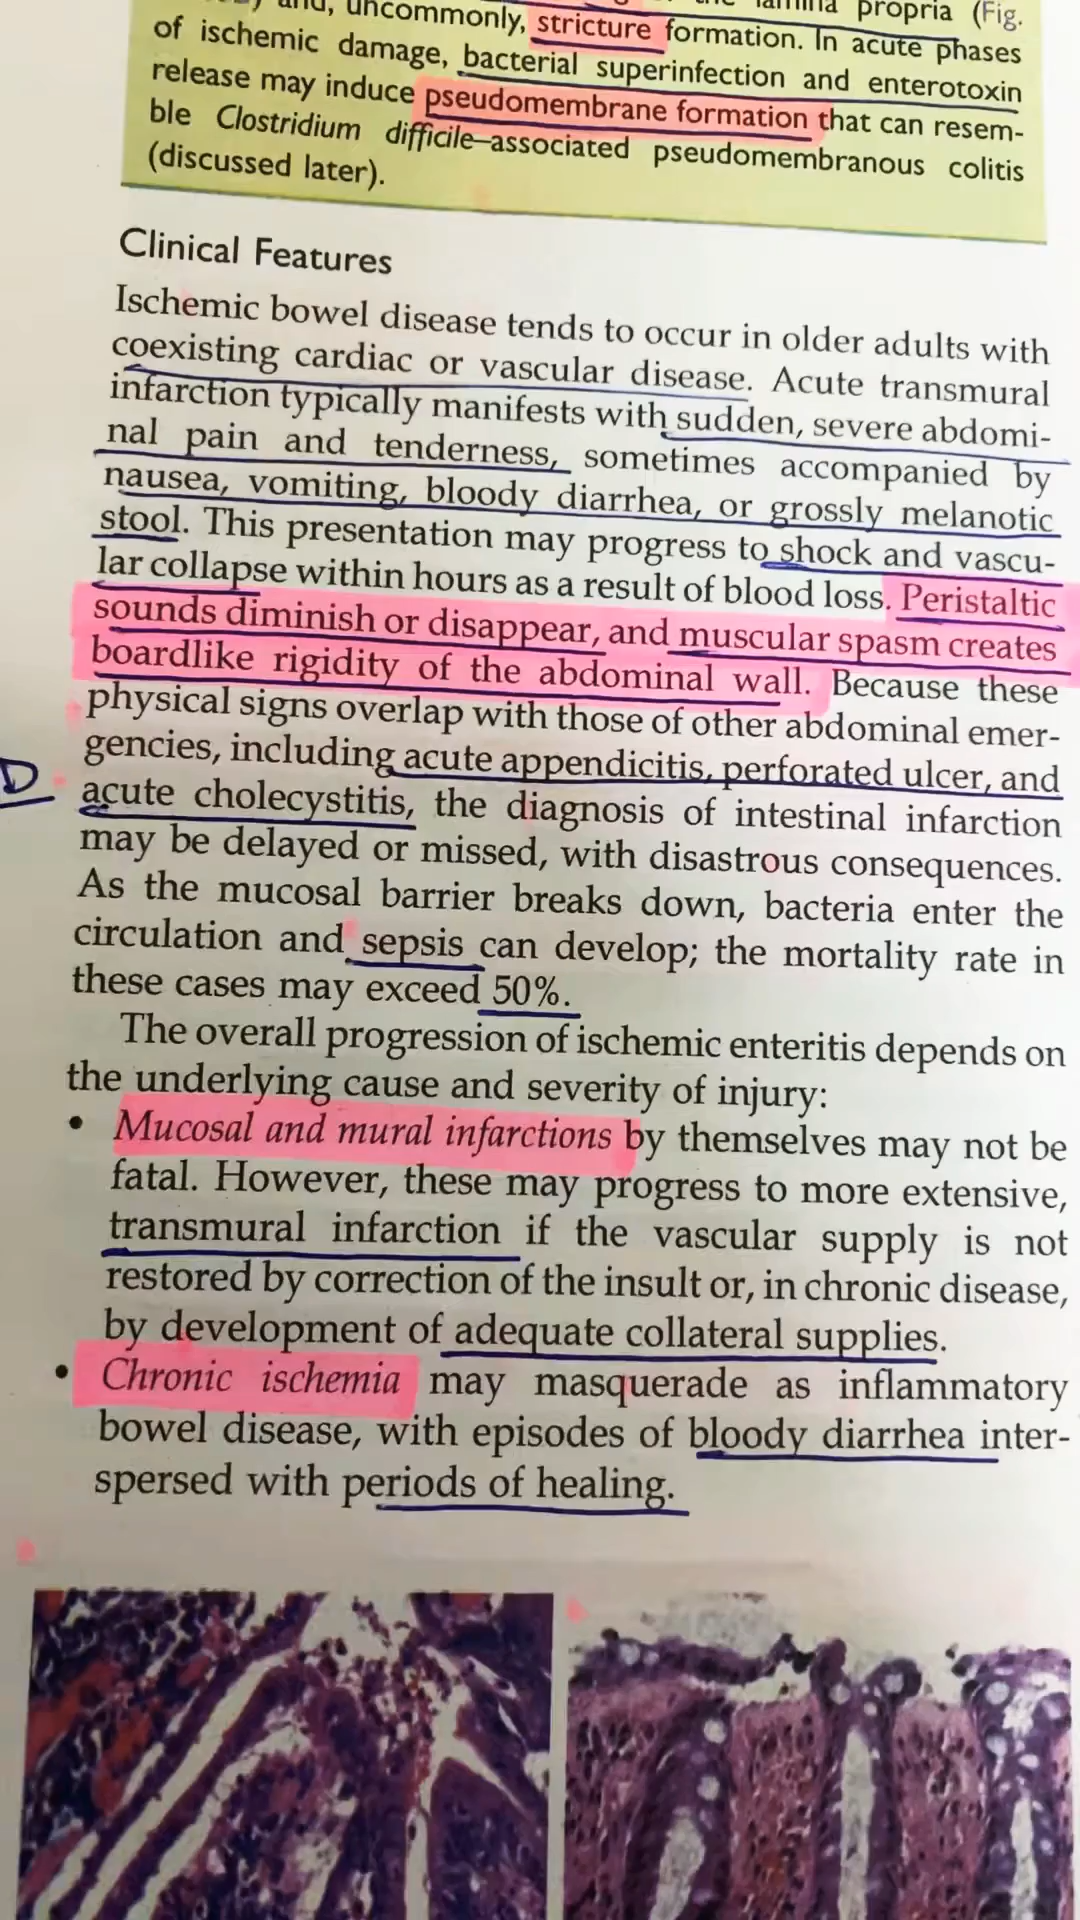 and, uncommonly, stricture formation. In acute phases
of ischemic damage, bacterial superinfection and enterotoxin
release may induce pseudomembrane formation that can resem-
ble Clostridium difficile–associated pseudomembranous colitis
(discussed later).
lamina propria (Fig.
Clinical Features
Ischemic bowel disease tends to occur in older adults with
coexisting cardiac or vascular disease. Acute transmural
infarction typically manifests with sudden, severe abdomi-
nal pain and tenderness, sometimes accompanied by
nausea, vomiting, bloody diarrhea, or grossly melanotic
stool. This presentation may progress to shock and vascu-
lar collapse within hours as a result of blood loss. Peristaltic
sounds diminish or disappear, and muscular spasm creates
boardlike rigidity of the abdominal wall. Because these
physical signs overlap with those of other abdominal emer-
gencies, including acute appendicitis, perforated ulcer, and
D
acute cholecystitis, the diagnosis of intestinal infarction
may be delayed or missed, with disastrous consequences.
As the mucosal barrier breaks down, bacteria enter the
circulation and sepsis can develop; the mortality rate in
these cases may exceed 50%.
The overall progression of ischemic enteritis depends on
the underlying cause and severity of injury:
• Mucosal and mural infarctions by themselves may not be
fatal. However, these may progress to more extensive,
transmural infarction if the vascular supply is not
restored by correction of the insult or, in chronic disease,
by development of adequate collateral supplies.
• Chronic ischemia may masquerade as inflammatory
bowel disease, with episodes of bloody diarrhea inter-
spersed with periods of healing.